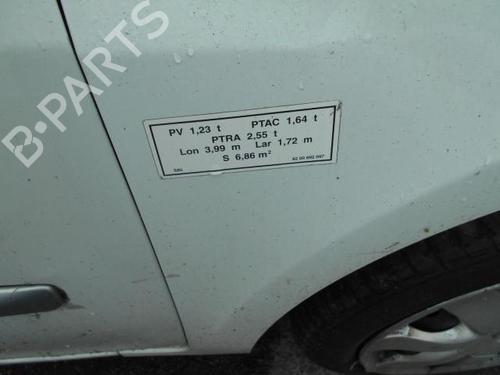 PV 1,23 t PTAC 1,64 t
PTRA 2,55 t
Lon 3,99 m Lar 1,72 m
S 6,86 m²
B-PARTS